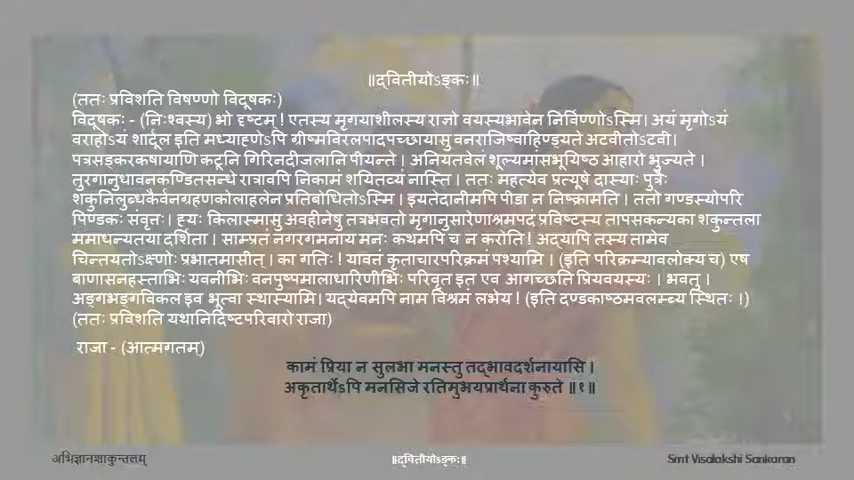 ॥द्वितीयोऽङ्कः॥
(ततः प्रविशति विषण्णो विदूषकः)
विदूषकः - (निःश्वस्य) भो दृष्टम् ! एतस्य मृगयाशीलस्य राज्ञो वयस्यभावेन निर्विण्णोऽस्मि। अयं मृगोऽयं
वराहोऽयं शार्दूल इति मध्याह्णेऽपि ग्रीष्मविरलपादपच्छायासु वनराजिष्वाहिण्ड्यते अटवीतोऽटवी।
पत्रसङ्करकषायाणि कटूनि गिरिनदीजलानि पीयन्ते । अनियतवेलं शूल्यमांसभूयिष्ठ आहारो भुज्यते ।
तुरगानुधावनकण्डितसन्धे रात्रावपि निकामं शयितव्यं नास्ति । ततः महत्येव प्रत्यूषे दास्याः पुत्रैः
शकुनिलुब्धकैर्वनग्रहणकोलाहलेन प्रतिबोधितोऽस्मि । इयतेदानीमपि पीडा न निष्क्रामति । ततो गण्डस्योपरि
पिण्डकः संवृत्तः । ह्यः किलास्मासु अवहीनेषु तत्रभवतो मृगानुसारेणाश्रमपदं प्रविष्टस्य तापसकन्यका शकुन्तला
ममाधन्यतया दर्शिता । साम्प्रतं नगरगमनाय मनः कथमपि च न करोति ! अद्यापि तस्य तामेव
चिन्तयतोऽक्ष्णोः प्रभातमासीत् । का गतिः ! यावत्तं कृताचारपरिक्रमं पश्यामि । (इति परिक्रम्यावलोक्य च) एष
बाणासनहस्ताभिः यवनीभिः वनपुष्पमालाधारिणीभिः परिवृत इत एव आगच्छति प्रियवयस्यः । भवतु ।
अङ्गभङ्गविकल इव भूत्वा स्थास्यामि। यद्येवमपि नाम विश्रमं लभेय ! (इति दण्डकाष्ठमवलम्ब्य स्थितः !)
(ततः प्रविशति यथानिर्दिष्टपरिवारो राजा)
राजा - (आत्मगतम्)
कामं प्रिया न सुलभा मनस्तु तद्भावदर्शनायासि ।
अकृतार्थेऽपि मनसिजे रतिमुभयप्रार्थना कुरुते ॥१॥
अभिज्ञानशाकुन्तलम् ॥द्वितीयोऽङ्कः॥ Smt Visalakshi Sankaran